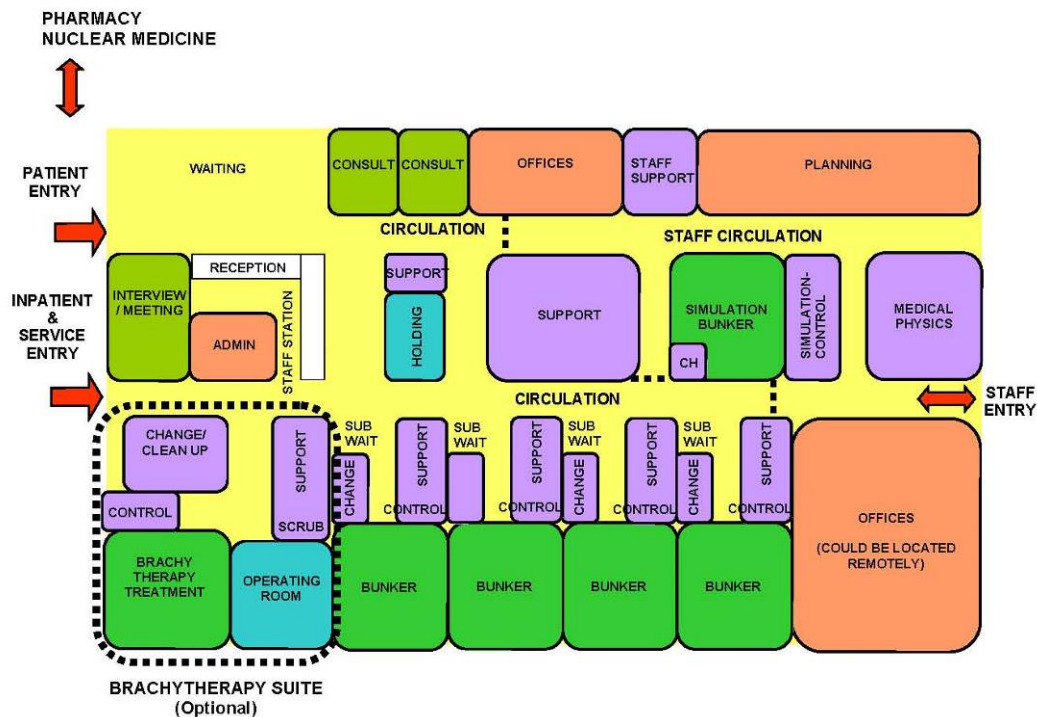 PHARMACY
NUCLEAR MEDICINE
PATIENT
ENTRY
WAITING
CONSULT
CONSULT
OFFICES
STAFF
SUPPORT
PLANNING
CIRCULATION
STAFF CIRCULATION
INPATIENT
&
SERVICE
ENTRY
INTERVIEW
/ MEETING
RECEPTION
ADMIN
STAFF STATION
SUPPORT
HOLDING
SUPPORT
SIMULATION
BUNKER
CH
SIMULATION-
CONTROL
MEDICAL
PHYSICS
CIRCULATION
STAFF
ENTRY
CHANGE/
CLEAN UP
SUPPORT
SCRUB
CONTROL
BRACHY
THERAPY
TREATMENT
OPERATING
ROOM
SUB
WAIT
CHANGE
SUPPORT
CONTROL
SUB
WAIT
SUPPORT
CONTROL
SUB
WAIT
CHANGE
SUPPORT
CONTROL
SUB
WAIT
CHANGE
SUPPORT
CONTROL
BUNKER
BUNKER
BUNKER
BUNKER
OFFICES
(COULD BE LOCATED
REMOTELY)
BRACHYTHERAPY SUITE
(Optional)